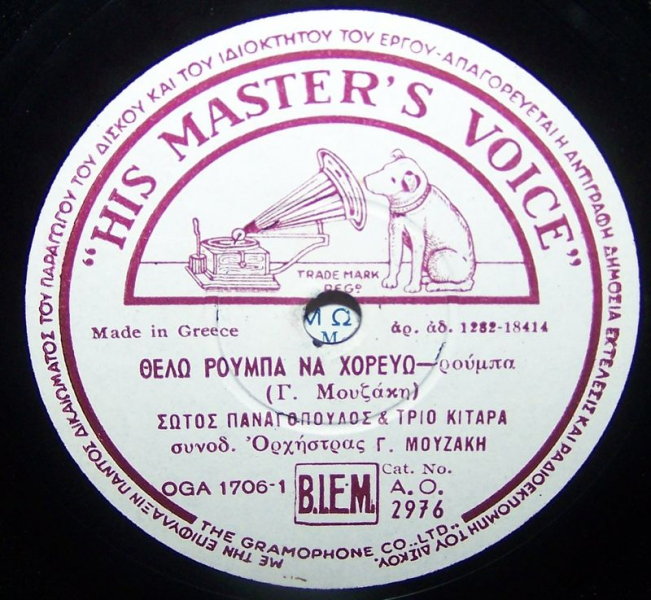 ΜΕ ΤΗΝ ΕΠΙΦΥΛΑΞΙΝ ΠΑΝΤΟΣ ΔΙΚΑΙΩΜΑΤΟΣ ΤΟΥ ΠΑΡΑΓΩΓΟΥ ΤΟΥ ΔΙΣΚΟΥ ΚΑΙ ΤΟΥ ΙΔΙΟΚΤΗΤΟΥ ΤΟΥ ΕΡΓΟΥ-ΑΠΑΓΟΡΕΥΕΤΑΙ Η ΑΝΤΙΓΡΑΦΗ ΔΗΜΟΣΙΑ ΕΚΤΕΛΕΣΙΣ ΚΑΙ ΡΑΔΙΟΕΚΠΟΜΠΗ ΤΟΥ ΔΙΣΚΟΥ.
"HIS MASTER'S VOICE"
TRADE MARK
REGD
Μ Ω
Μ
Made in Greece
ἀρ. ἀδ. 1282-18414
ΘΕΛΩ ΡΟΥΜΠΑ ΝΑ ΧΟΡΕΥΩ—ρούμπα
(Γ. Μουζάκη)
ΣΩΤΟΣ ΠΑΝΑΓΟΠΟΥΛΟΣ & ΤΡΙΟ ΚΙΤΑΡΑ
συνοδ. Ὀρχήστρας Γ. ΜΟΥΖΑΚΗ
OGA 1706-1
B.I.E.M.
Cat. No.
A. O.
2976
THE GRAMOPHONE CO., LTD.,